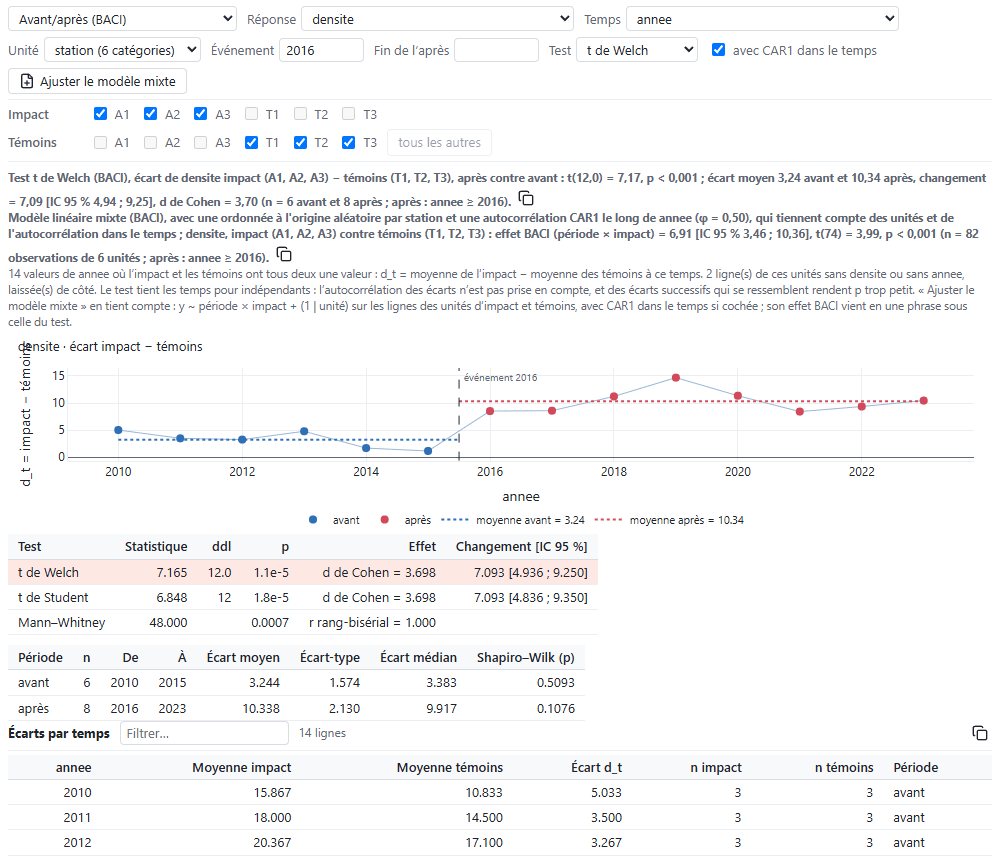 Avant/après (BACI) Réponse densite Temps annee
Unité station (6 catégories) Événement 2016 Fin de l'après Test t de Welch avec CAR1 dans le temps
Ajuster le modèle mixte
Impact A1 A2 A3 T1 T2 T3
Témoins A1 A2 A3 T1 T2 T3 tous les autres
Test t de Welch (BACI), écart de densite impact (A1, A2, A3) − témoins (T1, T2, T3), après contre avant : t(12,0) = 7,17, p < 0,001 ; écart moyen 3,24 avant et 10,34 après, changement
= 7,09 [IC 95 % 4,94 ; 9,25], d de Cohen = 3,70 (n = 6 avant et 8 après ; après : annee ≥ 2016).
Modèle linéaire mixte (BACI), avec une ordonnée à l'origine aléatoire par station et une autocorrélation CAR1 le long de annee (φ = 0,50), qui tiennent compte des unités et de
l'autocorrélation dans le temps ; densite, impact (A1, A2, A3) contre témoins (T1, T2, T3) : effet BACI (période × impact) = 6,91 [IC 95 % 3,46 ; 10,36], t(74) = 3,99, p < 0,001 (n = 82
observations de 6 unités ; après : annee ≥ 2016).
14 valeurs de annee où l'impact et les témoins ont tous deux une valeur : d_t = moyenne de l'impact − moyenne des témoins à ce temps. 2 ligne(s) de ces unités sans densite ou sans annee,
laissée(s) de côté. Le test tient les temps pour indépendants : l'autocorrélation des écarts n'est pas prise en compte, et des écarts successifs qui se ressemblent rendent p trop petit. « Ajuster le
modèle mixte » en tient compte : y ~ période × impact + (1 | unité) sur les lignes des unités d'impact et témoins, avec CAR1 dans le temps si cochée ; son effet BACI vient en une phrase sous
celui du test.
densite · écart impact − témoins
d_t = impact − témoins
15
10
5
0
événement 2016
2010 2012 2014 2016 2018 2020 2022
annee
avant après moyenne avant = 3.24 moyenne après = 10.34
Test Statistique ddl p Effet Changement [IC 95 %]
t de Welch 7.165 12.0 1.1e-5 d de Cohen = 3.698 7.093 [4.936 ; 9.250]
t de Student 6.848 12 1.8e-5 d de Cohen = 3.698 7.093 [4.836 ; 9.350]
Mann–Whitney 48.000 0.0007 r rang-bisérial = 1.000
Période n De À Écart moyen Écart-type Écart médian Shapiro–Wilk (p)
avant 6 2010 2015 3.244 1.574 3.383 0.5093
après 8 2016 2023 10.338 2.130 9.917 0.1076
Écarts par temps Filtrer... 14 lignes
annee Moyenne impact Moyenne témoins Écart d_t n impact n témoins Période
2010 15.867 10.833 5.033 3 3 avant
2011 18.000 14.500 3.500 3 3 avant
2012 20.367 17.100 3.267 3 3 avant